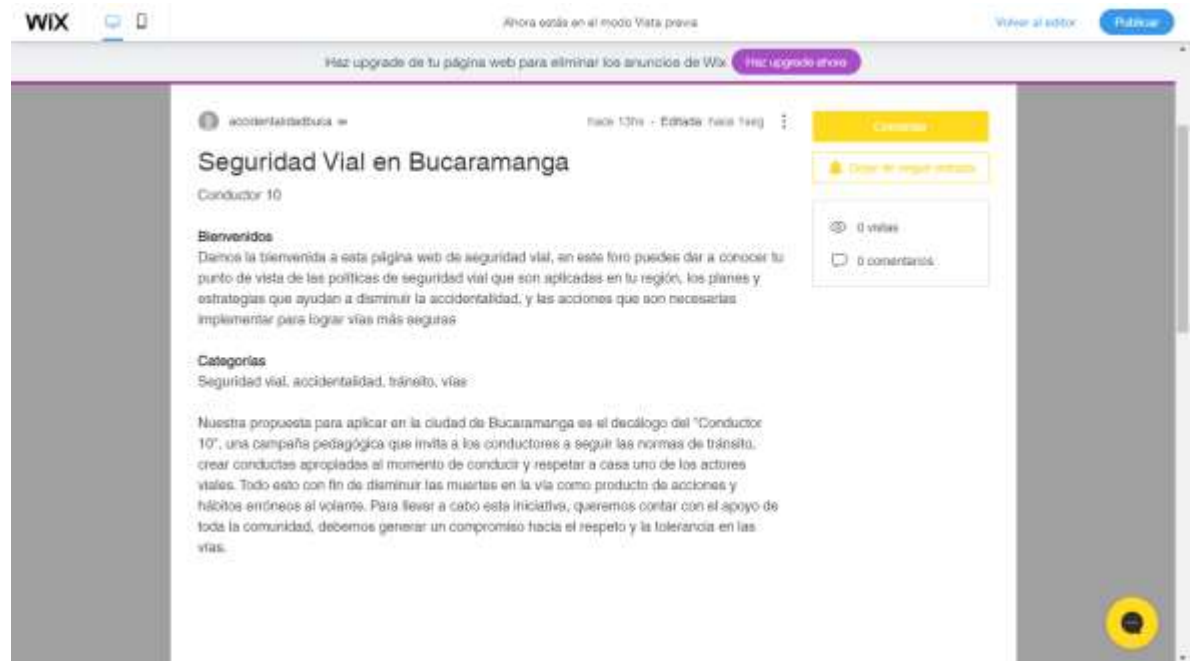 WiX
Ahora estás en el modo Vista previa
Volver al editor
Publicar
Haz upgrade de tu página web para eliminar los anuncios de Wix
Haz upgrade ahora
accidentalidadbuca
hace 13hs - Editada: hace 1seg
Comentar
Seguridad Vial en Bucaramanga
Dejar de seguir entrada
Conductor 10
0 visitas
0 comentarios
Bienvenidos
Damos la bienvenida a esta página web de seguridad vial, en este foro puedes dar a conocer tu
punto de vista de las políticas de seguridad vial que son aplicadas en tu región, los planes y
estrategias que ayudan a disminuir la accidentalidad, y las acciones que son necesarias
implementar para lograr vías más seguras
Categorías
Seguridad vial, accidentalidad, tránsito, vías
Nuestra propuesta para aplicar en la ciudad de Bucaramanga es el decálogo del "Conductor
10", una campaña pedagógica que invita a los conductores a seguir las normas de tránsito,
crear conductas apropiadas al momento de conducir y respetar a casa uno de los actores
viales. Todo esto con fin de disminuir las muertes en la vía como producto de acciones y
hábitos erróneos al volante. Para llevar a cabo esta iniciativa, queremos contar con el apoyo de
toda la comunidad, debemos generar un compromiso hacia el respeto y la tolerancia en las
vías.